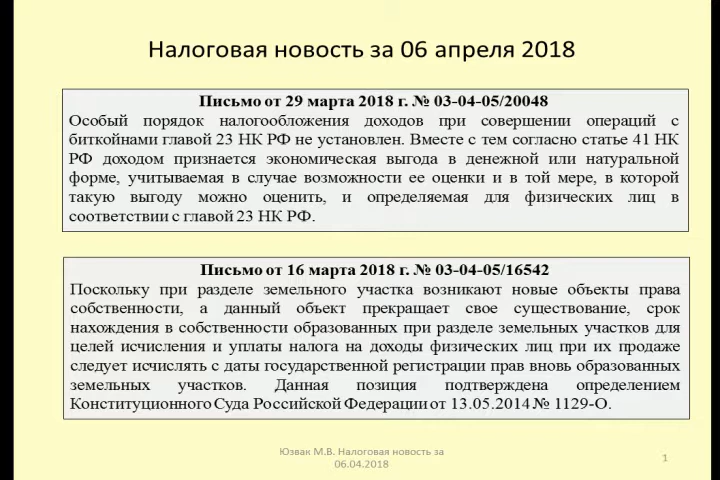 Налоговая новость за 06 апреля 2018
Письмо от 29 марта 2018 г. № 03-04-05/20048
Особый порядок налогообложения доходов при совершении операций с
биткойнами главой 23 НК РФ не установлен. Вместе с тем согласно статье 41 НК
РФ доходом признается экономическая выгода в денежной или натуральной
форме, учитываемая в случае возможности ее оценки и в той мере, в которой
такую выгоду можно оценить, и определяемая для физических лиц в
соответствии с главой 23 НК РФ.
Письмо от 16 марта 2018 г. № 03-04-05/16542
Поскольку при разделе земельного участка возникают новые объекты права
собственности, а данный объект прекращает свое существование, срок
нахождения в собственности образованных при разделе земельных участков для
целей исчисления и уплаты налога на доходы физических лиц при их продаже
следует исчислять с даты государственной регистрации прав вновь образованных
земельных участков. Данная позиция подтверждена определением
Конституционного Суда Российской Федерации от 13.05.2014 № 1129-О.
Юзвак М.В. Налоговая новость за
06.04.2018
1